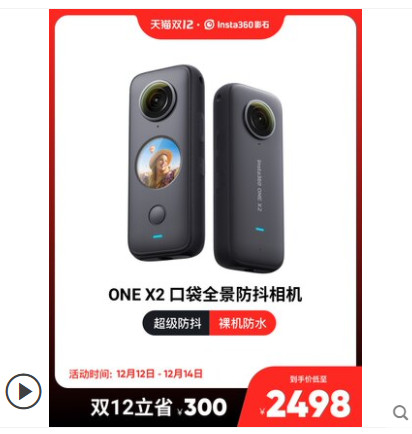 天猫双12 · Insta360影石
Insta360 ONE X2
ONE X2 口袋全景防抖相机
超级防抖 裸机防水
活动时间：12月12日 - 12月14日
到手价低至
双12立省¥300 ¥2498